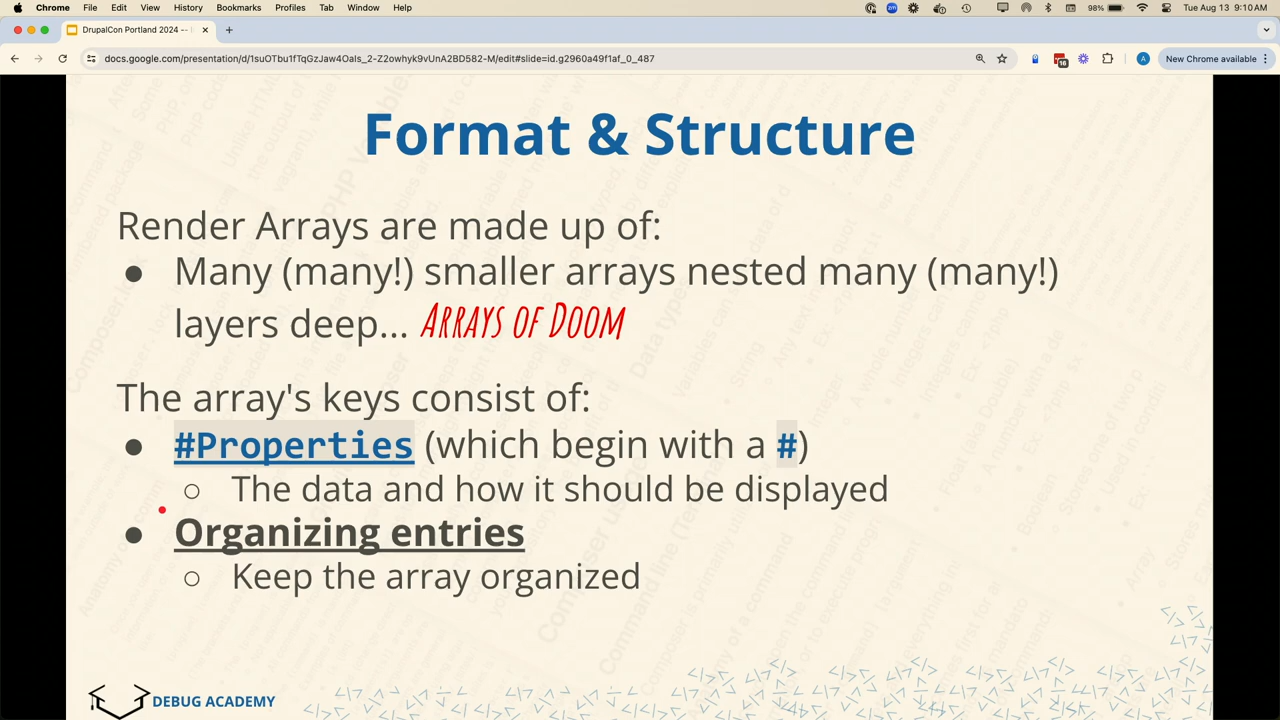 Chrome File Edit View History Bookmarks Profiles Tab Window Help 98% Tue Aug 13 9:10 AM
DrupalCon Portland 2024 --
docs.google.com/presentation/d/1suOTbu1fTqGzJaw4Oals_2-Z2owhyk9vUnA2BD582-M/edit#slide=id.g2960a49f1af_0_487 16 A New Chrome available
Format & Structure
Render Arrays are made up of:
● Many (many!) smaller arrays nested many (many!)
layers deep... Arrays of Doom
The array's keys consist of:
● #Properties (which begin with a #)
○ The data and how it should be displayed
● Organizing entries
○ Keep the array organized
DEBUG ACADEMY